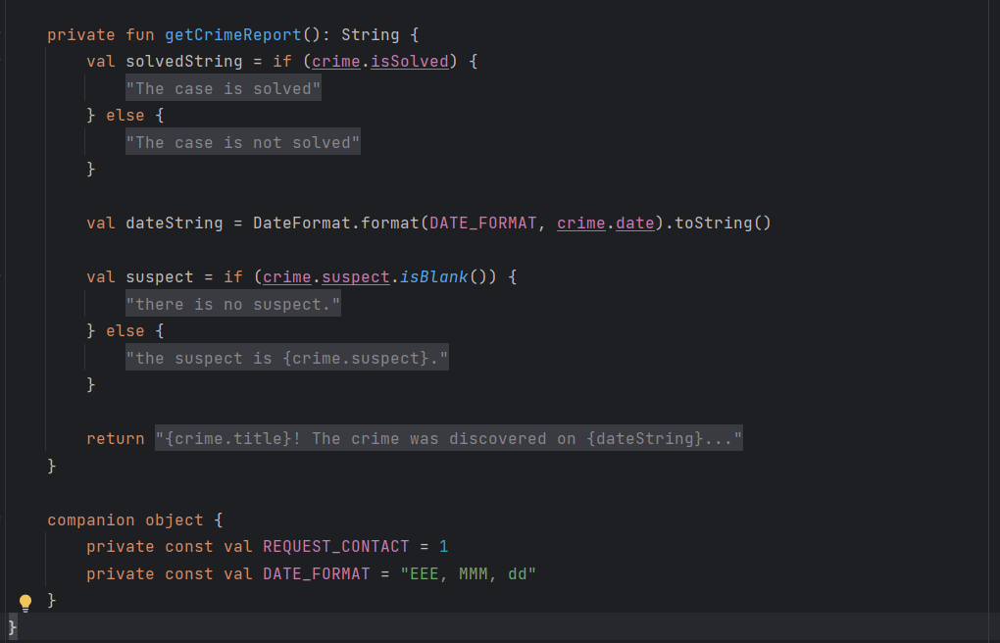 private fun getCrimeReport(): String {
val solvedString = if (crime.isSolved) {
"The case is solved"
} else {
"The case is not solved"
}
val dateString = DateFormat.format(DATE_FORMAT, crime.date).toString()
val suspect = if (crime.suspect.isBlank()) {
"there is no suspect."
} else {
"the suspect is {crime.suspect}."
}
return "{crime.title}! The crime was discovered on {dateString}..."
}
companion object {
private const val REQUEST_CONTACT = 1
private const val DATE_FORMAT = "EEE, MMM, dd"
}
}